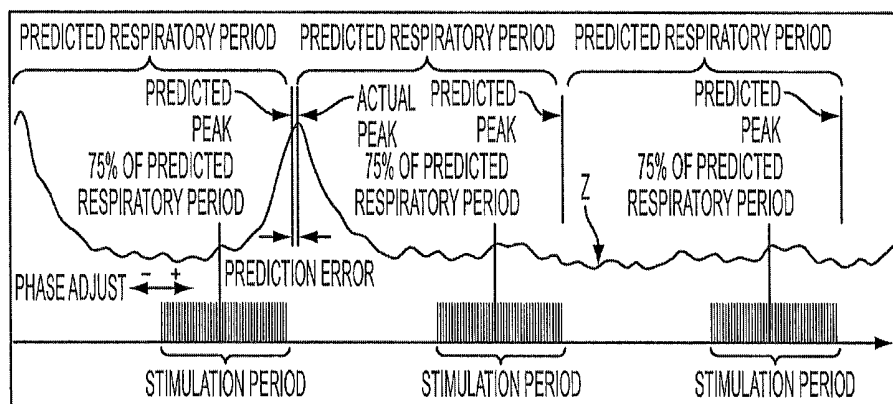 PREDICTED RESPIRATORY PERIOD PREDICTED RESPIRATORY PERIOD PREDICTED RESPIRATORY PERIOD
PREDICTED
PEAK
75% OF PREDICTED
RESPIRATORY PERIOD
ACTUAL
PEAK
PREDICTED
PEAK
75% OF PREDICTED
RESPIRATORY PERIOD
Z
PREDICTED
PEAK
75% OF PREDICTED
RESPIRATORY PERIOD
PHASE ADJUST - +
PREDICTION ERROR
STIMULATION PERIOD STIMULATION PERIOD STIMULATION PERIOD